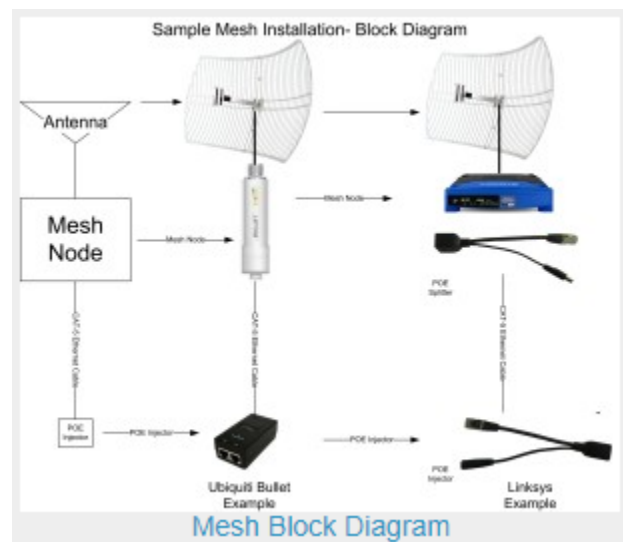 Sample Mesh Installation- Block Diagram
Antenna
Mesh Node
Mesh
Node
Mesh Node
POE
Splitter
CAT-5 Ethernet Cable
CAT-5 Ethernet Cable
CAT-5 Ethernet Cable
POE
Injector
POE Injector
POE Injector
POE
Injector
Ubiquiti Bullet
Example
Linksys
Example
Mesh Block Diagram